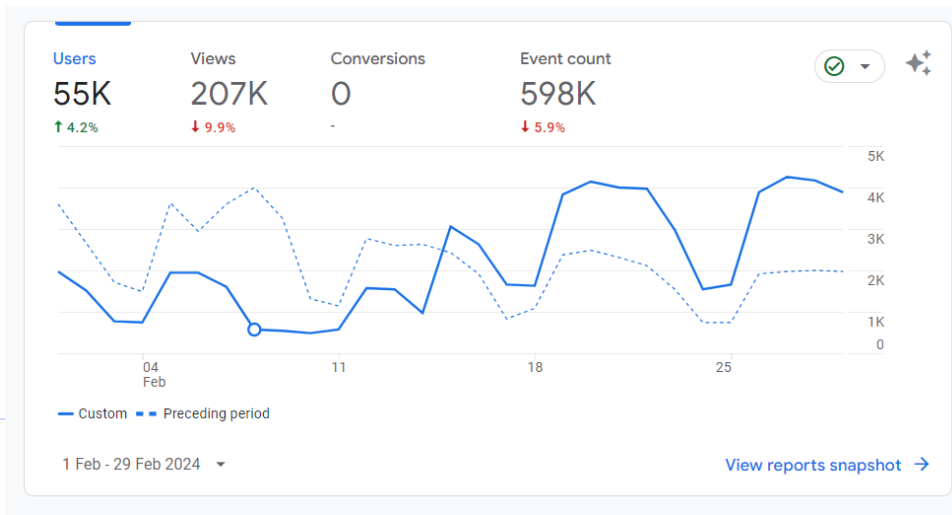 Users Views Conversions Event count
55K 207K 0 598K
↑ 4.2% ↓ 9.9% - ↓ 5.9%
5K
4K
3K
2K
1K
0
04 11 18 25
Feb
Custom Preceding period
1 Feb - 29 Feb 2024 View reports snapshot →